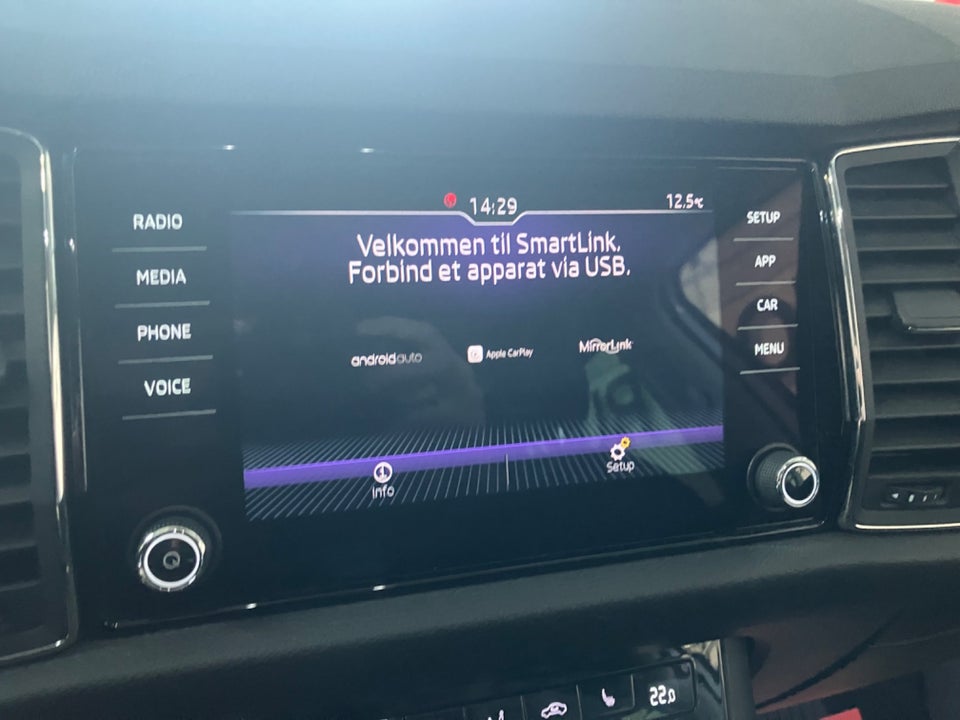 14:29
12.5°C
RADIO
MEDIA
PHONE
VOICE
Velkommen til SmartLink.
Forbind et apparat via USB.
androidauto
Apple CarPlay
MirrorLink
Info
Setup
SETUP
APP
CAR
MENU
22.0